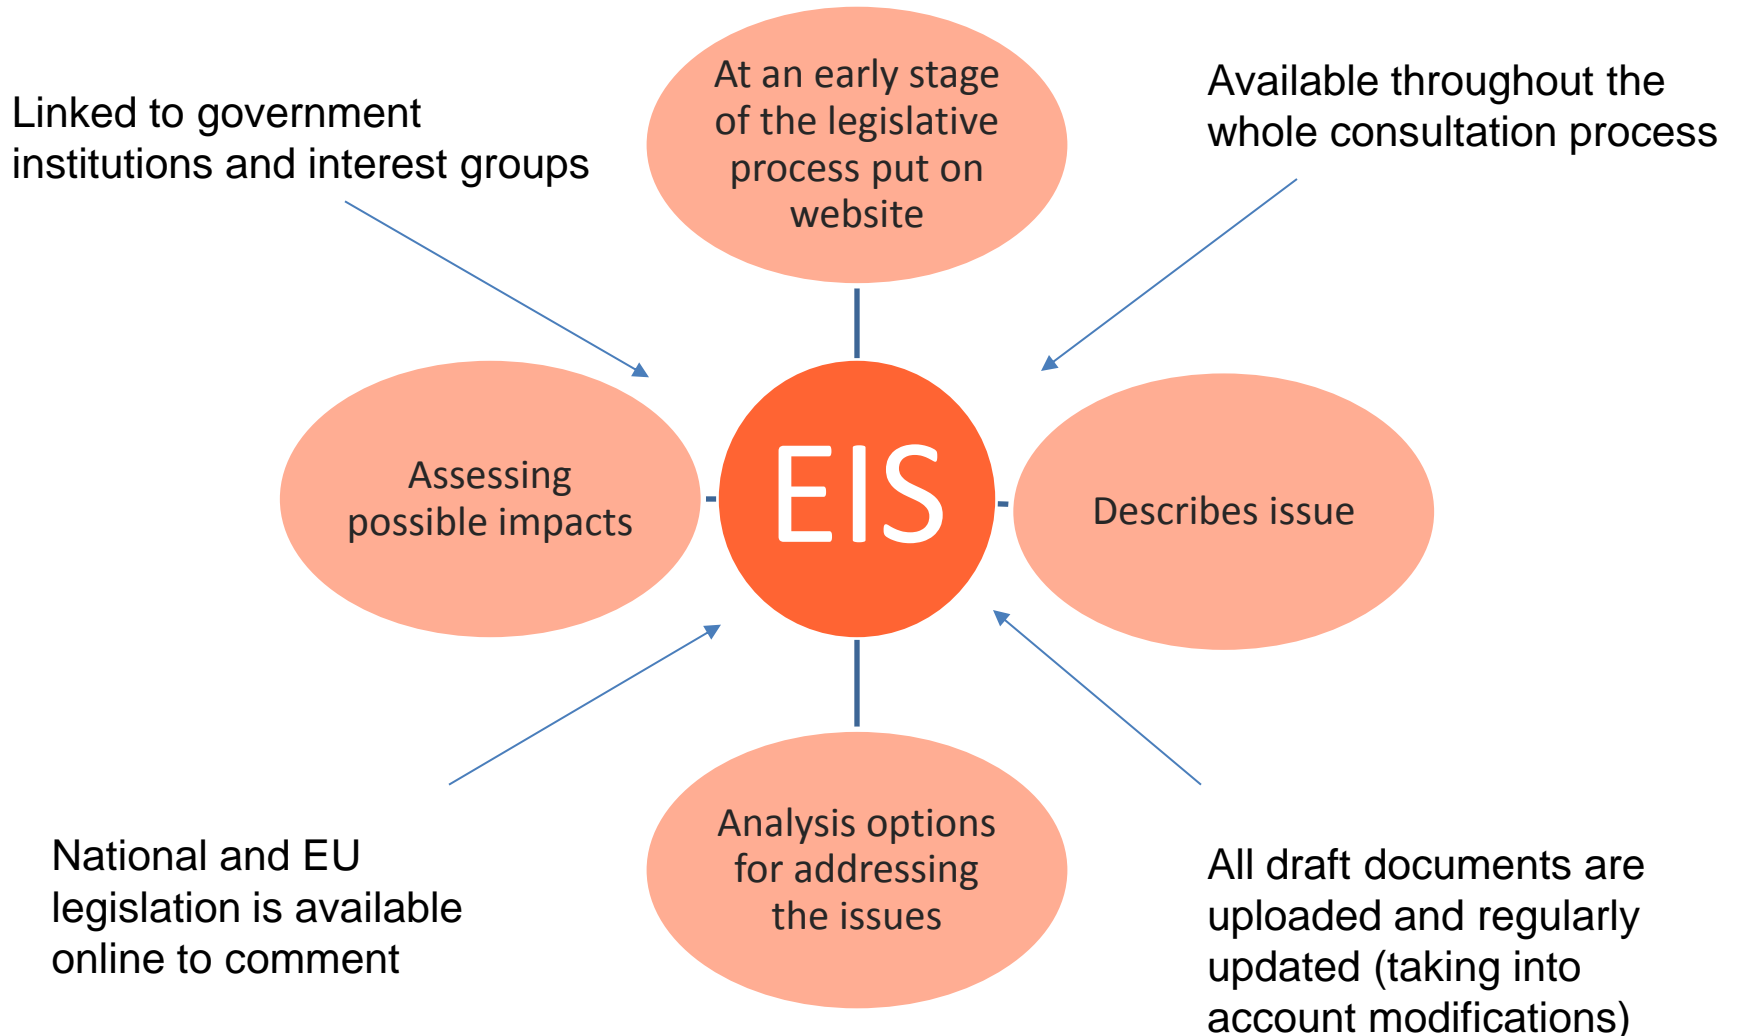 At an early stage
of the legislative
process put on
website
Linked to government
institutions and interest groups
Available throughout the
whole consultation process
Assessing
possible impacts
EIS
Describes issue
National and EU
legislation is available
online to comment
Analysis options
for addressing
the issues
All draft documents are
uploaded and regularly
updated (taking into
account modifications)